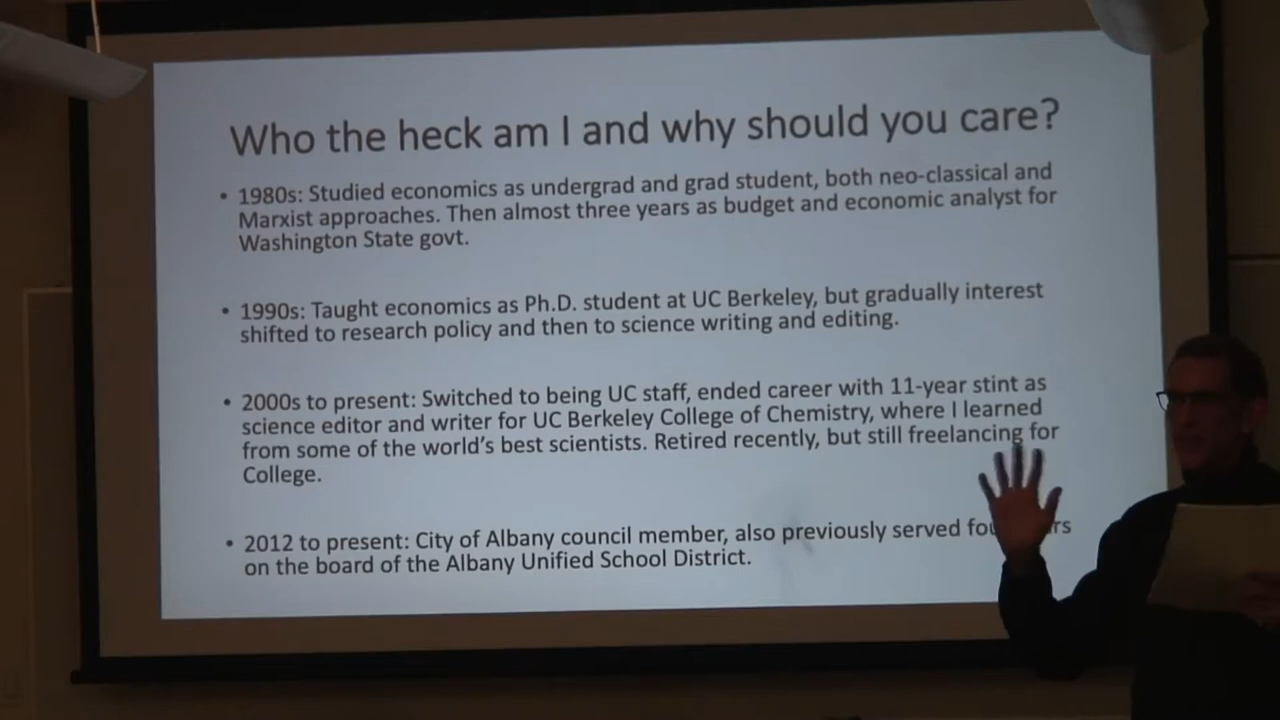 Who the heck am I and why should you care?
• 1980s: Studied economics as undergrad and grad student, both neo-classical and
Marxist approaches. Then almost three years as budget and economic analyst for
Washington State govt.
• 1990s: Taught economics as Ph.D. student at UC Berkeley, but gradually interest
shifted to research policy and then to science writing and editing.
• 2000s to present: Switched to being UC staff, ended career with 11-year stint as
science editor and writer for UC Berkeley College of Chemistry, where I learned
from some of the world's best scientists. Retired recently, but still freelancing for
College.
• 2012 to present: City of Albany council member, also previously served
on the board of the Albany Unified School District.